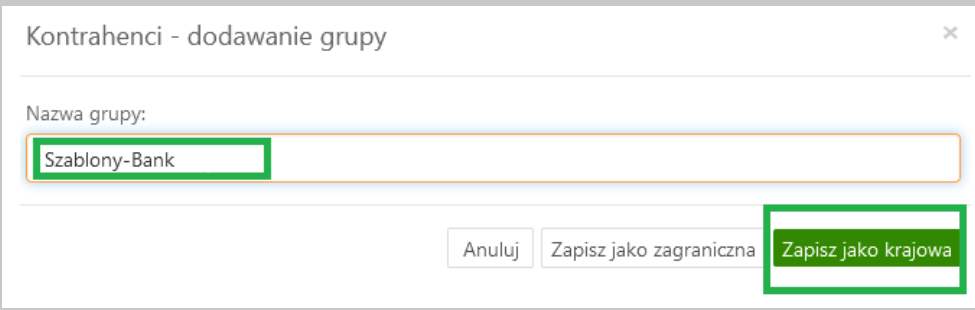 Kontrahenci - dodawanie grupy
×
Nazwa grupy:
Szablony-Bank
Anuluj Zapisz jako zagraniczna Zapisz jako krajowa